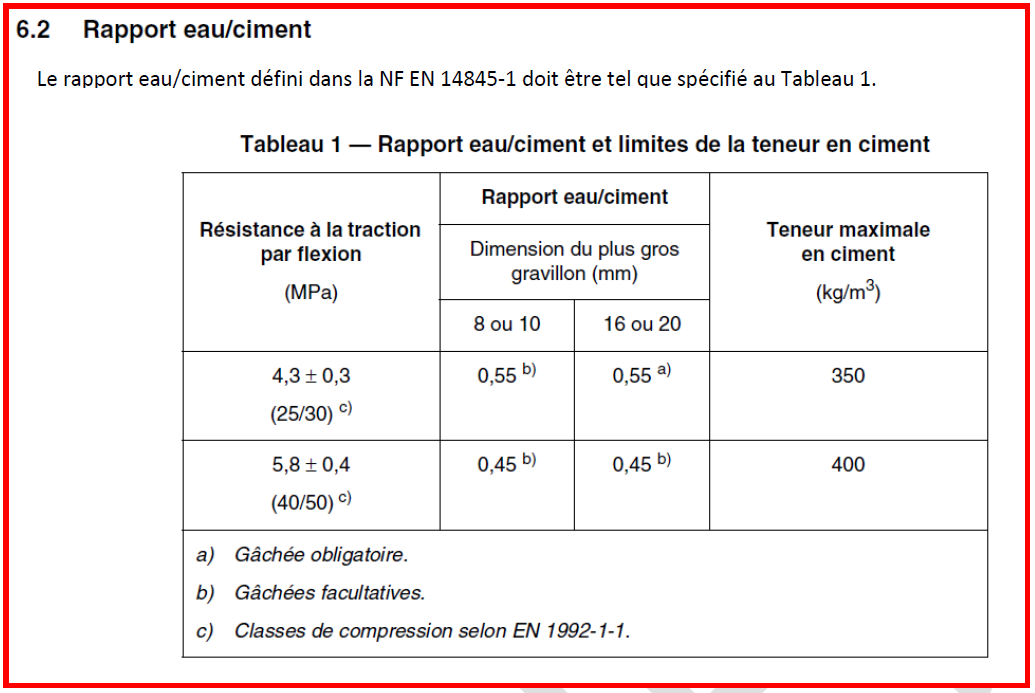 6.2 Rapport eau/ciment
Le rapport eau/ciment défini dans la NF EN 14845-1 doit être tel que spécifié au Tableau 1.
Tableau 1 — Rapport eau/ciment et limites de la teneur en ciment
Résistance à la traction
par flexion
(MPa)
Rapport eau/ciment
Dimension du plus gros
gravillon (mm)
8 ou 10
16 ou 20
Teneur maximale
en ciment
(kg/m³)
4,3 ± 0,3
(25/30) c)
0,55 b)
0,55 a)
350
5,8 ± 0,4
(40/50) c)
0,45 b)
0,45 b)
400
a) Gâchée obligatoire.
b) Gâchées facultatives.
c) Classes de compression selon EN 1992-1-1.